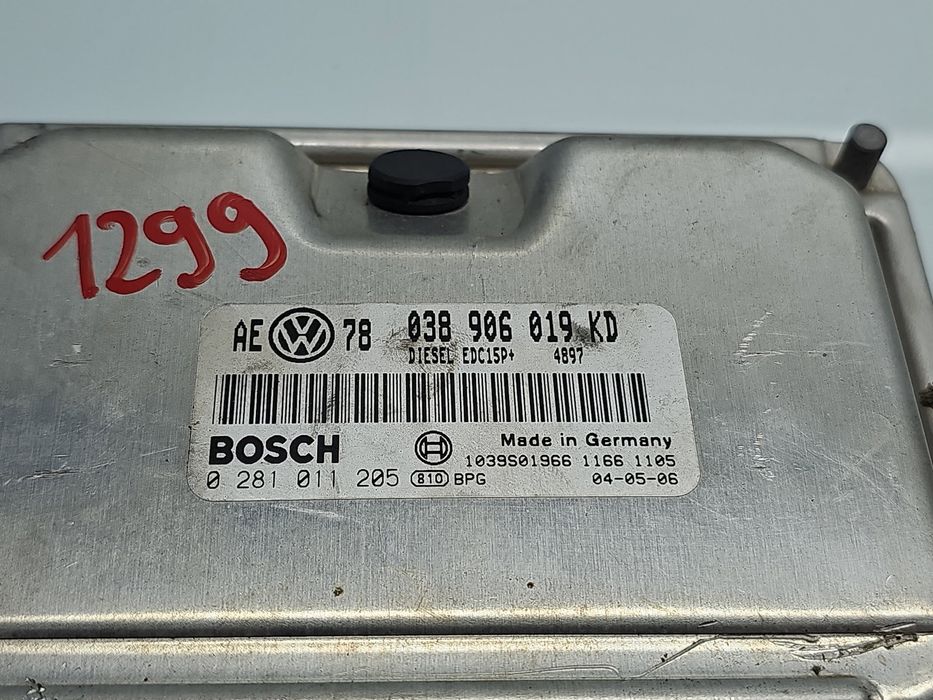 1299
AE VW 78 038 906 019 KD
DIESEL EDC15P+ 4897
BOSCH Made in Germany
1039S01966 1166 1105
0 281 011 205 810 BPG 04-05-06